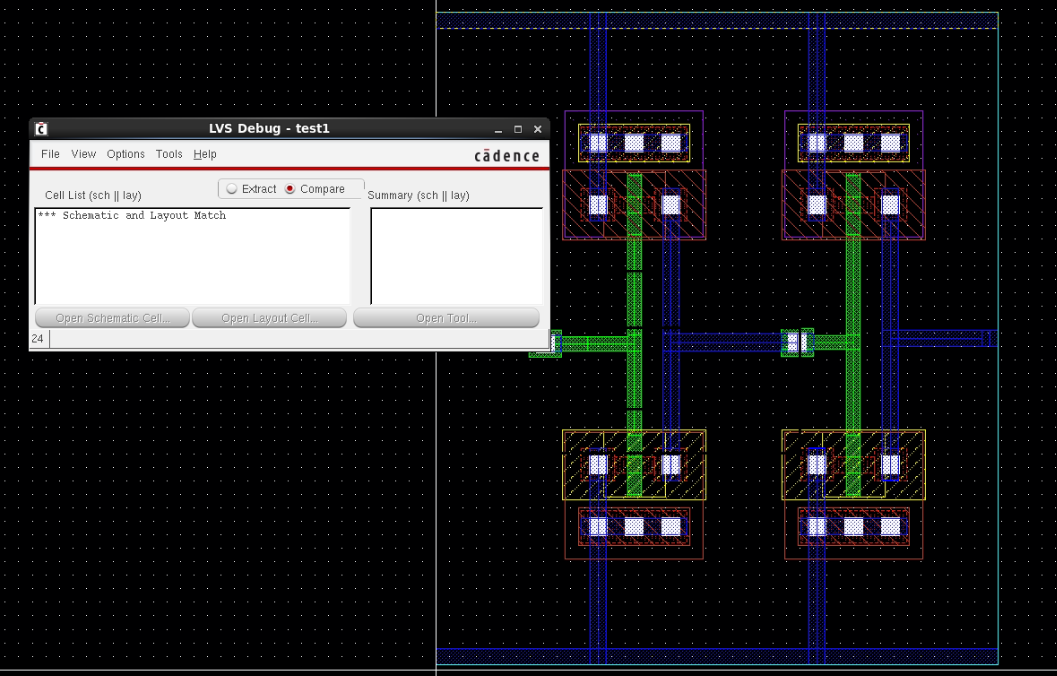 LVS Debug - test1
File View Options Tools Help
cādence
Cell List (sch || lay)
Extract Compare
Summary (sch || lay)
*** Schematic and Layout Match
Open Schematic Cell... Open Layout Cell... Open Tool...
24